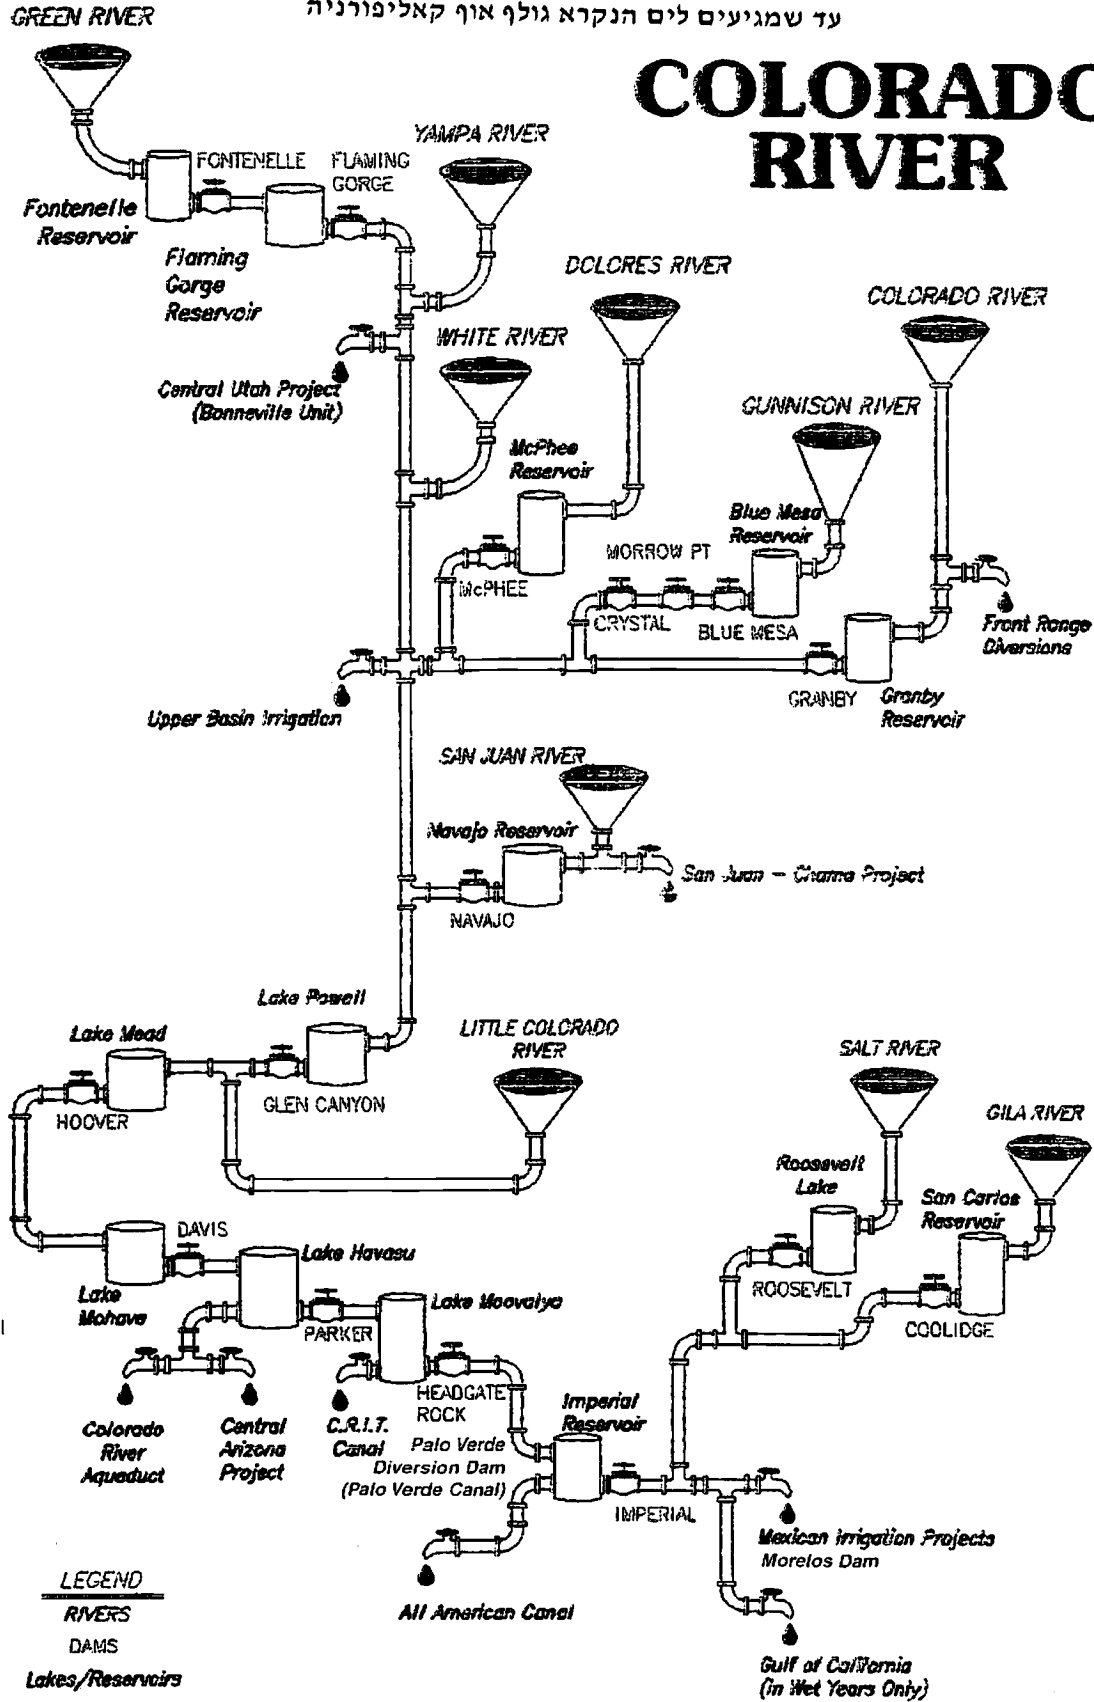 עד שמגיעים לים הנקרא גולף אוף קאליפורניה
GREEN RIVER
COLORADO
RIVER
YAMPA RIVER
FONTENELLE
FLAMING
GORGE
Fontenelle
Reservoir
Flaming
Gorge
Reservoir
DOLORES RIVER
COLORADO RIVER
WHITE RIVER
Central Utah Project
(Bonneville Unit)
GUNNISON RIVER
McPhee
Reservoir
Blue Mesa
Reservoir
MORROW PT
McPHEE
CRYSTAL
BLUE MESA
Front Range
Diversions
GRANBY
Granby
Reservoir
Upper Basin Irrigation
SAN JUAN RIVER
Navajo Reservoir
San Juan - Chama Project
NAVAJO
Lake Powell
Lake Mead
LITTLE COLORADO
RIVER
SALT RIVER
GLEN CANYON
HOOVER
GILA RIVER
Roosevelt
Lake
San Carlos
Reservoir
DAVIS
Lake Havasu
ROOSEVELT
Lake
Mohave
Lake Moovalya
PARKER
COOLIDGE
HEADGATE
ROCK
Imperial
Reservoir
Colorado
River
Aqueduct
Central
Arizona
Project
C.R.I.T.
Canal
Palo Verde
Diversion Dam
(Palo Verde Canal)
IMPERIAL
Mexican Irrigation Projects
Morelos Dam
All American Canal
LEGEND
RIVERS
DAMS
Lakes/Reservoirs
Gulf of California
(In Wet Years Only)